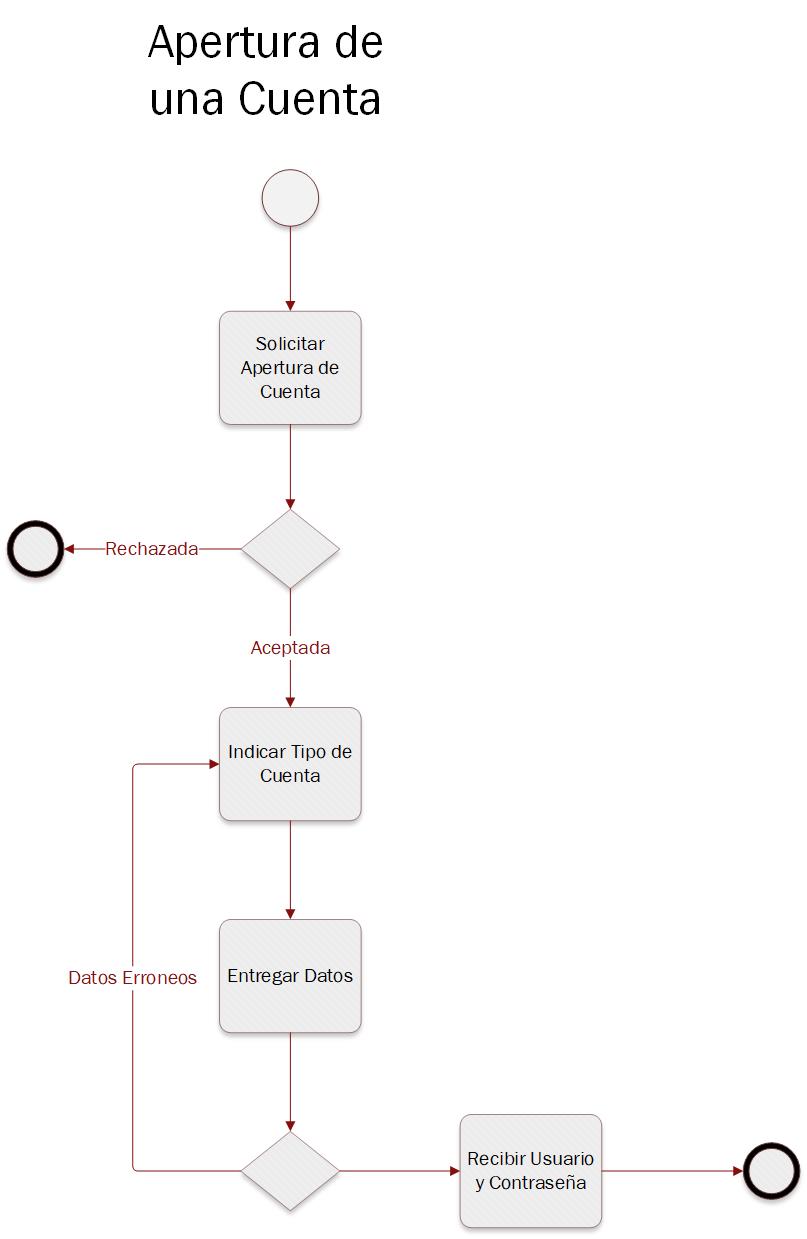 Apertura de
una Cuenta
Solicitar
Apertura de
Cuenta
Rechazada
Aceptada
Indicar Tipo de
Cuenta
Datos Erroneos
Entregar Datos
Recibir Usuario
y Contraseña